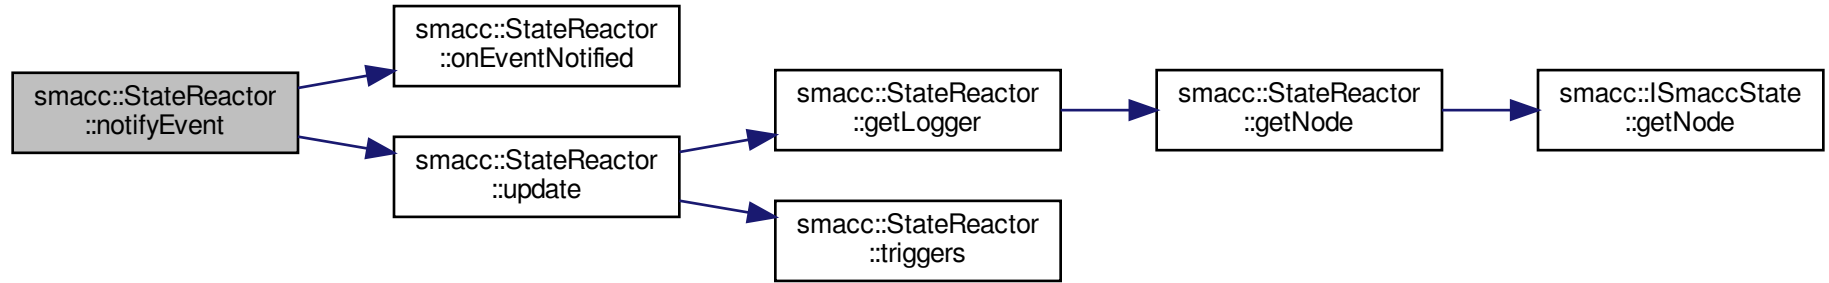 smacc::StateReactor
::notifyEvent
smacc::StateReactor
::onEventNotified
smacc::StateReactor
::update
smacc::StateReactor
::getLogger
smacc::StateReactor
::triggers
smacc::StateReactor
::getNode
smacc::ISmaccState
::getNode